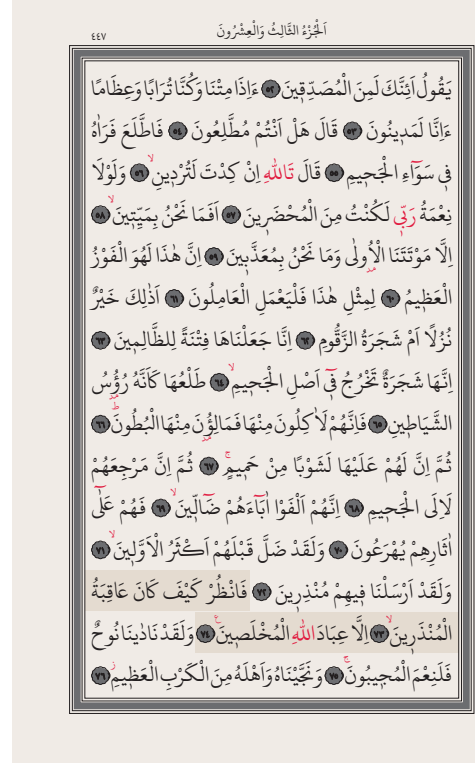 ٤٤٧ اَلْجُزْءُ الثَّالِثُ وَالْعِشْرُونَ
يَقُولُ اَئِنَّكَ لَمِنَ الْمُصَدِّقٖينَ ﴿٥٢﴾ ءَاِذَا مِتْنَا وَكُنَّا تُرَابًا وَعِظَامًا
ءَاِنَّا لَمَدٖينُونَ ﴿٥٣﴾ قَالَ هَلْ اَنْتُمْ مُطَّلِعُونَ ﴿٥٤﴾ فَاطَّلَعَ فَرَاٰهُ
فٖي سَوَٓاءِ الْجَحٖيمِ ﴿٥٥﴾ قَالَ تَاللّٰهِ اِنْ كِدْتَ لَتُرْدٖينِۙ ﴿٥٦﴾ وَلَوْلَا
نِعْمَةُ رَبّٖي لَكُنْتُ مِنَ الْمُحْضَرٖينَ ﴿٥٧﴾ اَفَمَا نَحْنُ بِمَيِّتٖينَۙ ﴿٥٨﴾
اِلَّا مَوْتَتَنَا الْاُو۫لٰى وَمَا نَحْنُ بِمُعَذَّبٖينَ ﴿٥٩﴾ اِنَّ هٰذَا لَهُوَ الْفَوْزُ
الْعَظٖيمُ ﴿٦٠﴾ لِمِثْلِ هٰذَا فَلْيَعْمَلِ الْعَامِلُونَ ﴿٦١﴾ اَذٰلِكَ خَيْرٌ
نُزُلًا اَمْ شَجَرَةُ الزَّقُّومِ ﴿٦٢﴾ اِنَّا جَعَلْنَاهَا فِتْنَةً لِلظَّالِمٖينَ ﴿٦٣﴾
اِنَّهَا شَجَرَةٌ تَخْرُجُ فٖٓي اَصْلِ الْجَحٖيمِۙ ﴿٦٤﴾ طَلْعُهَا كَاَنَّهُ رُؤُ۫سُ
الشَّيَاطٖينِ ﴿٦٥﴾ فَاِنَّهُمْ لَاٰكِلُونَ مِنْهَا فَمَالِؤُ۫نَ مِنْهَا الْبُطُونَۜ ﴿٦٦﴾
ثُمَّ اِنَّ لَهُمْ عَلَيْهَا لَشَوْبًا مِنْ حَمٖيمٍۚ ﴿٦٧﴾ ثُمَّ اِنَّ مَرْجِعَهُمْ
لَاِلَى الْجَحٖيمِ ﴿٦٨﴾ اِنَّهُمْ اَلْفَوْا اٰبَٓاءَهُمْ ضَٓالّٖينَۙ ﴿٦٩﴾ فَهُمْ عَلٰٓى
اٰثَارِهِمْ يُهْرَعُونَ ﴿٧٠﴾ وَلَقَدْ ضَلَّ قَبْلَهُمْ اَكْثَرُ الْاَوَّلٖينَۙ ﴿٧١﴾
وَلَقَدْ اَرْسَلْنَا فٖيهِمْ مُنْذِرٖينَ ﴿٧٢﴾ فَانْظُرْ كَيْفَ كَانَ عَاقِبَةُ
الْمُنْذَرٖينَۙ ﴿٧٣﴾ اِلَّا عِبَادَ اللّٰهِ الْمُخْلَصٖينَ۟ ﴿٧٤﴾ وَلَقَدْ نَادٰينَا نُوحٌ
فَلَنِعْمَ الْمُجٖيبُونَۚ ﴿٧٥﴾ وَنَجَّيْنَاهُ وَاَهْلَهُ مِنَ الْكَرْبِ الْعَظٖيمِۘ ﴿٧٦﴾